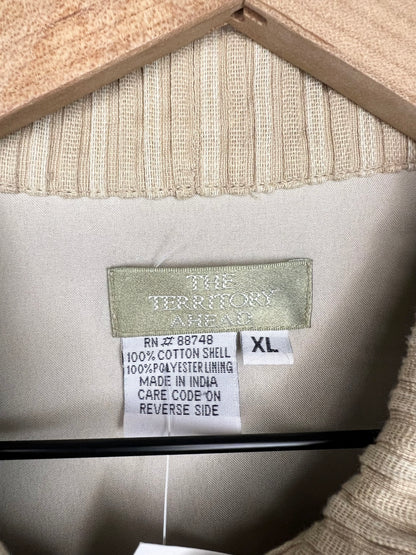 THE
TERRITORY
AHEAD
RN# 88748
100% COTTON SHELL
100% POLYESTER LINING
MADE IN INDIA
CARE CODE ON
REVERSE SIDE
XL